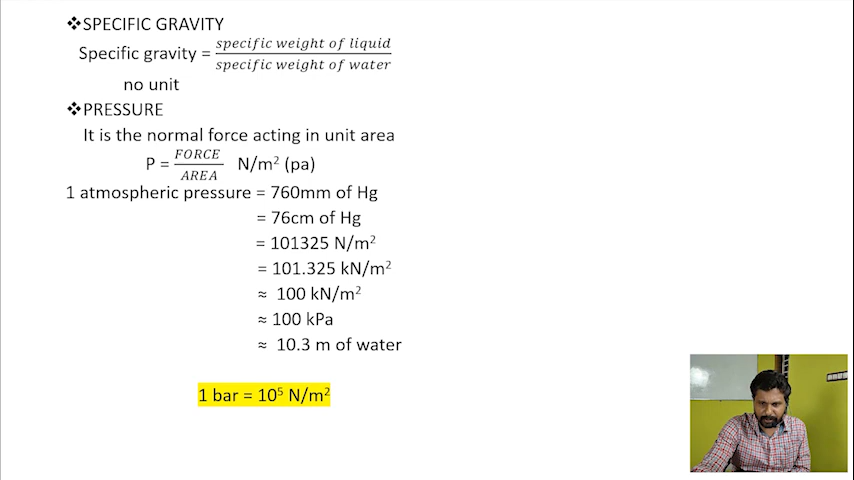 ❖SPECIFIC GRAVITY
Specific gravity = specific weight of liquid / specific weight of water
no unit
❖PRESSURE
It is the normal force acting in unit area
P = FORCE / AREA N/m² (pa)
1 atmospheric pressure = 760mm of Hg
= 76cm of Hg
= 101325 N/m²
= 101.325 kN/m²
≈ 100 kN/m²
≈ 100 kPa
≈ 10.3 m of water
1 bar = 10⁵ N/m²